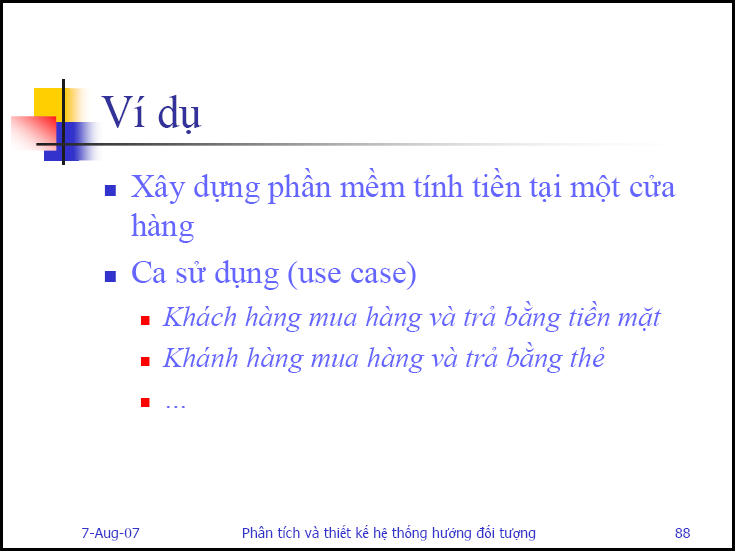 Ví dụ
Xây dựng phần mềm tính tiền tại một cửa
hàng
Ca sử dụng (use case)
Khách hàng mua hàng và trả bằng tiền mặt
Khánh hàng mua hàng và trả bằng thẻ
...
7-Aug-07 Phân tích và thiết kế hệ thống hướng đối tượng 88